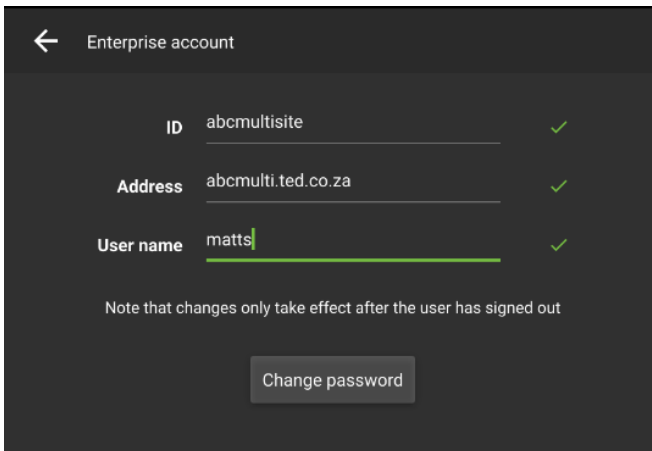 Enterprise account
ID abcmultisite
Address abcmulti.ted.co.za
User name matts
Note that changes only take effect after the user has signed out
Change password